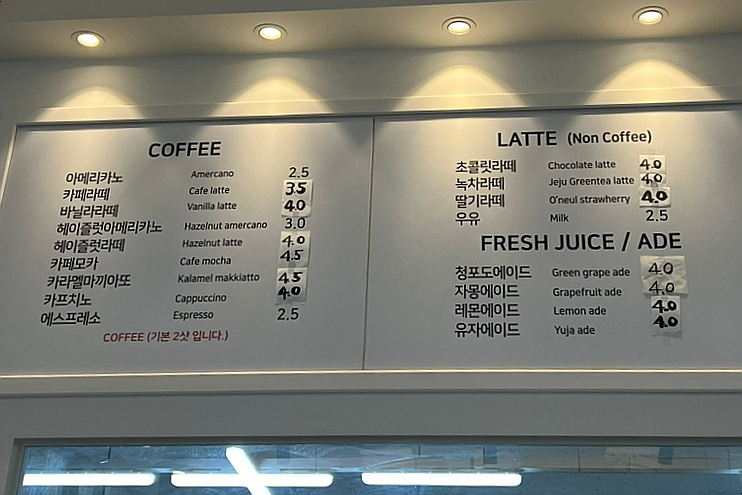 COFFEE
아메리카노 Amercano 2.5
카페라떼 Cafe latte 3.5
바닐라라떼 Vanilla latte 4.0
헤이즐럿아메리카노 Hazelnut amercano 3.0
헤이즐럿라떼 Hazelnut latte 4.0
카페모카 Cafe mocha 4.5
카라멜마끼아또 Kalamel makkiatto 4.5
카프치노 Cappuccino 4.0
에스프레소 Espresso 2.5
COFFEE (기본 2샷 입니다.)
LATTE (Non Coffee)
초콜릿라떼 Chocolate latte 4.0
녹차라떼 Jeju Greentea latte 4.0
딸기라떼 O'neul strawberry 4.0
우유 Milk 2.5
FRESH JUICE / ADE
청포도에이드 Green grape ade 4.0
자몽에이드 Grapefruit ade 4.0
레몬에이드 Lemon ade 4.0
유자에이드 Yuja ade 4.0